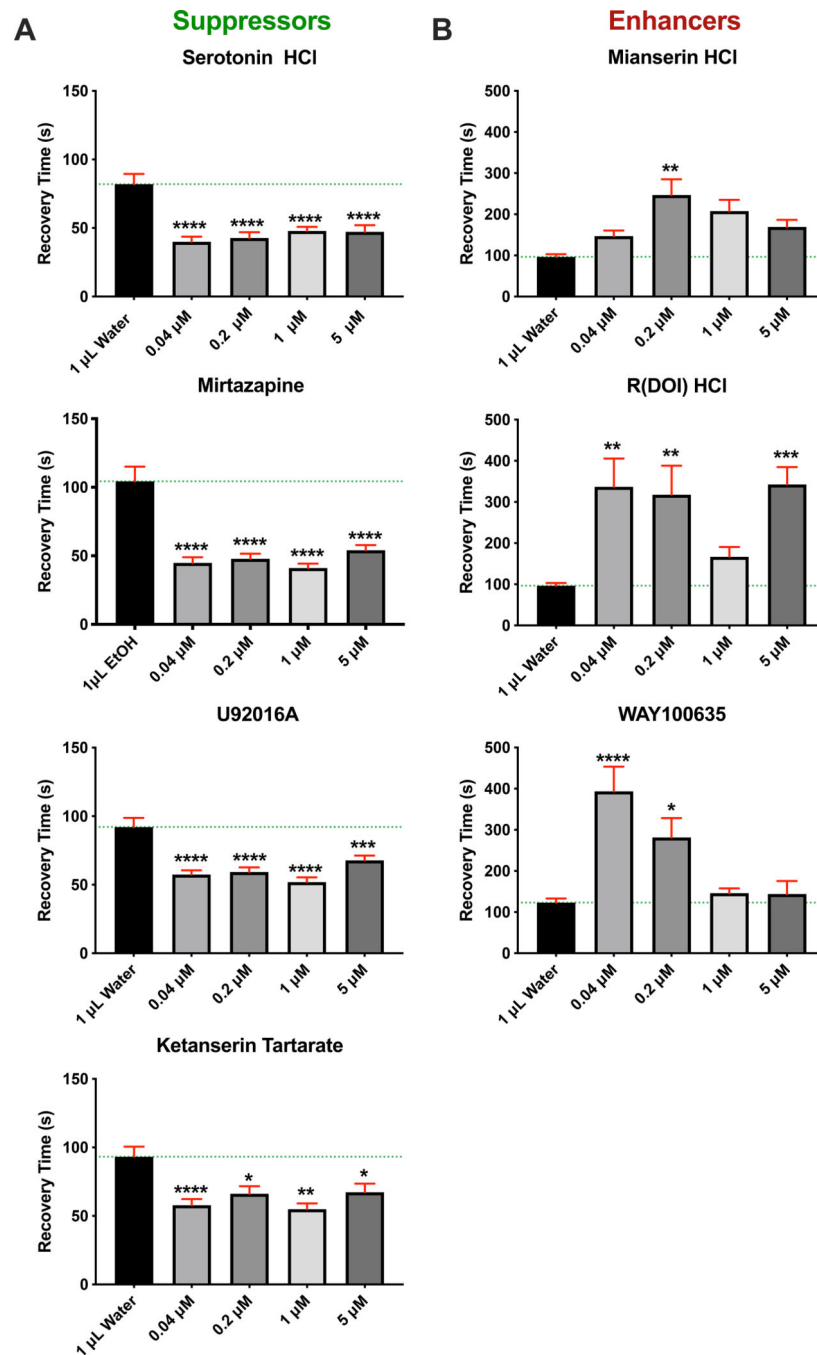 A
Suppressors
Serotonin HCl
Recovery Time (s)
150
100
50
0
**** **** **** ****
1 µL Water 0.04 µM 0.2 µM 1 µM 5 µM
Mirtazapine
Recovery Time (s)
150
100
50
0
**** **** **** ****
1µL EtOH 0.04 µM 0.2 µM 1 µM 5 µM
U92016A
Recovery Time (s)
150
100
50
0
**** **** **** ***
1 µL Water 0.04 µM 0.2 µM 1 µM 5 µM
Ketanserin Tartarate
Recovery Time (s)
150
100
50
0
**** * ** *
1 µL Water 0.04 µM 0.2 µM 1 µM 5 µM
B
Enhancers
Mianserin HCl
Recovery Time (s)
500
400
300
200
100
0
**
1 µL Water 0.04 µM 0.2 µM 1 µM 5 µM
R(DOI) HCl
Recovery Time (s)
500
400
300
200
100
0
** ** ***
1 µL Water 0.04 µM 0.2 µM 1 µM 5 µM
WAY100635
Recovery Time (s)
500
400
300
200
100
0
**** *
1 µL Water 0.04 µM 0.2 µM 1 µM 5 µM